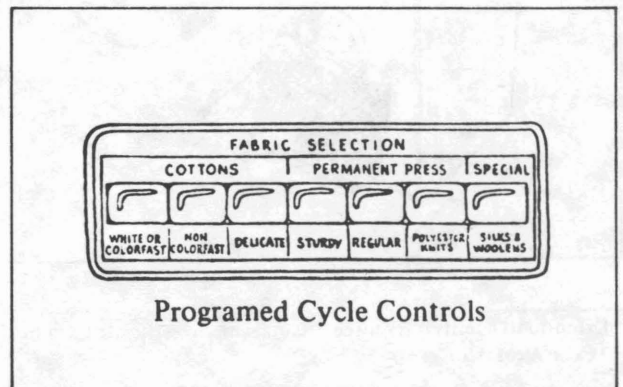 FABRIC SELECTION
COTTONS PERMANENT PRESS SPECIAL
WHITE OR COLORFAST NON COLORFAST DELICATE STURDY REGULAR POLYESTER KNITS SILKS & WOOLENS
Programed Cycle Controls